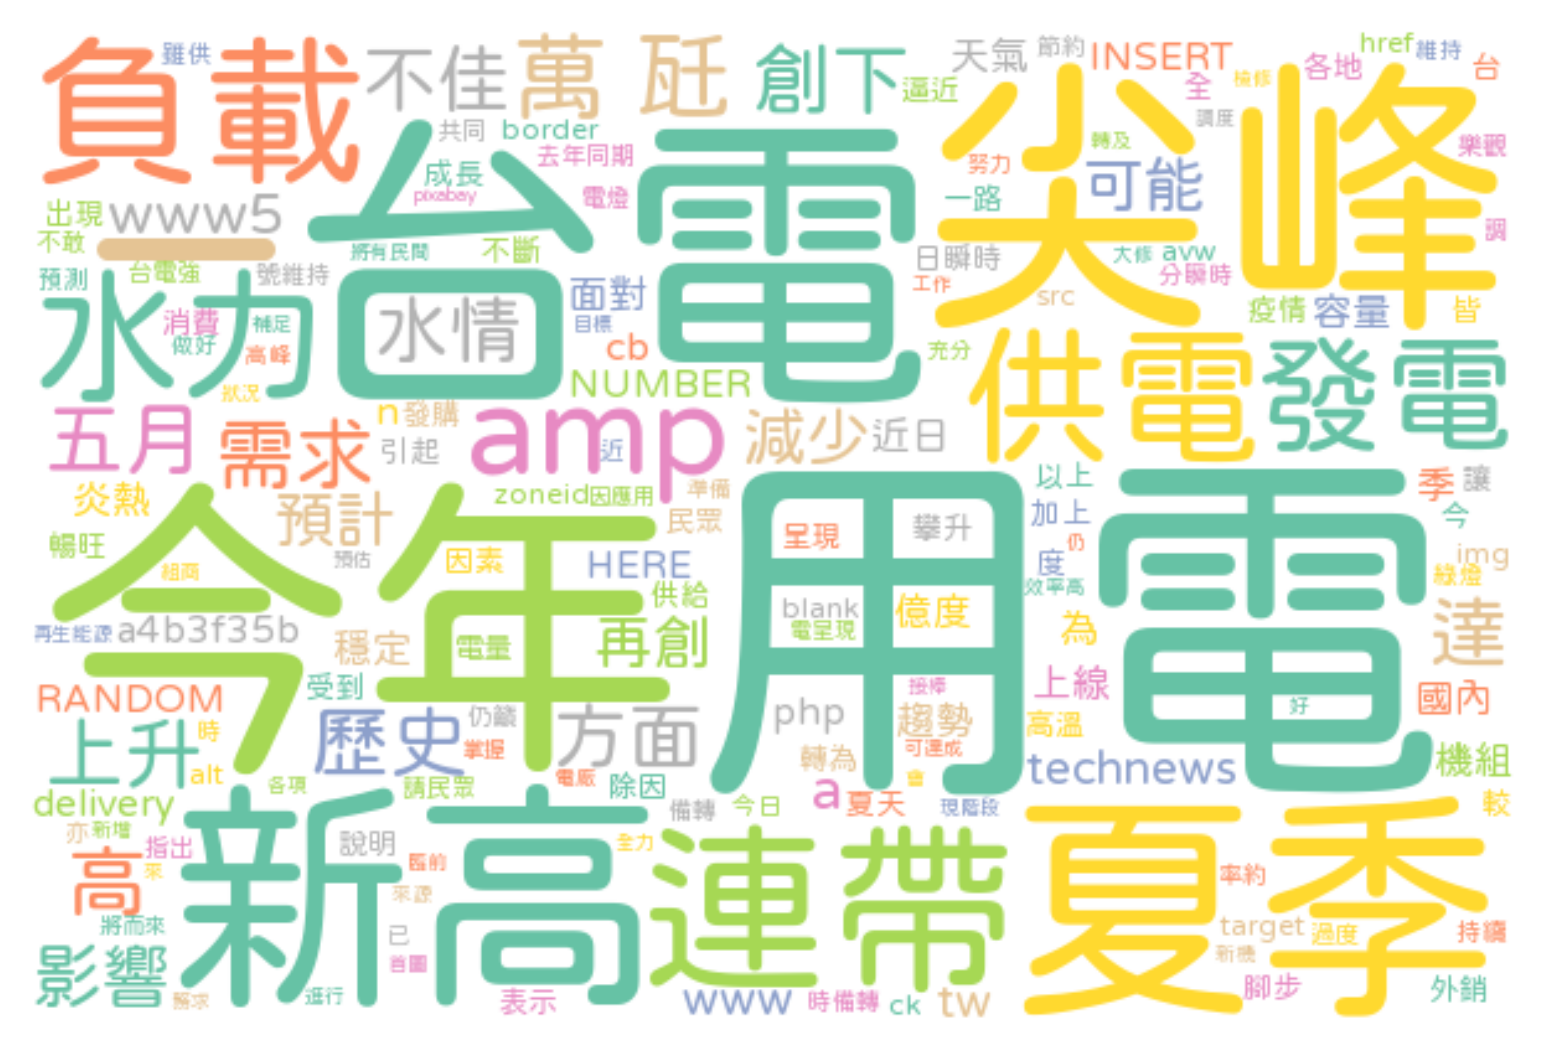 負載
雖供
不佳
萬
瓩
創下
逼近
天氣
節約
INSERT
href
維持
各地
台
全
檢修
調度
尖峰
共同
border
去年同期
成長
pixabay
電燈
努力
轉及
可能
一路
樂觀
調
出現
www5
不敢
一
台電
將有民間
不斷
日瞬時
大修
avw
分瞬時
工作
src
預測
台電強
號維持
水力
消費
補足
做好
高峰
狀況
水情
面對
目標
cb
NUMBER
充分
疫情
容量
皆
供電
發電
五月
需求
n
發購
引起
amp
近
減少
近日
炎熱
預計
zoneid
因應用
準備
民眾
以上
季
讓
加上
今
暢旺
預估
今年
因素
HERE
用電
呈現
攀升
仍
度
效率高
img
綠燈
組商
再生能源
a4b3f35b
穩定
電量
供給
再創
blank
電呈現
億度
為
達
RANDOM
受到
上線
國內
接棒
好
上升
時
歷史
仍籲
掌握
方面
php
趨勢
可達成
高溫
轉為
alt
各項
請民眾
電廠
除因
會
technews
機組
delivery
備轉
今日
a
夏天
現階段
較
亦
新增
指出
來
高
新高
說明
臨前
來源
全力
連帶
夏季
率約
將而來
已
首圖
target
過度
持續
新機
影響
務求
進行
表示
www
時備轉
ck
tw
腳步
外銷